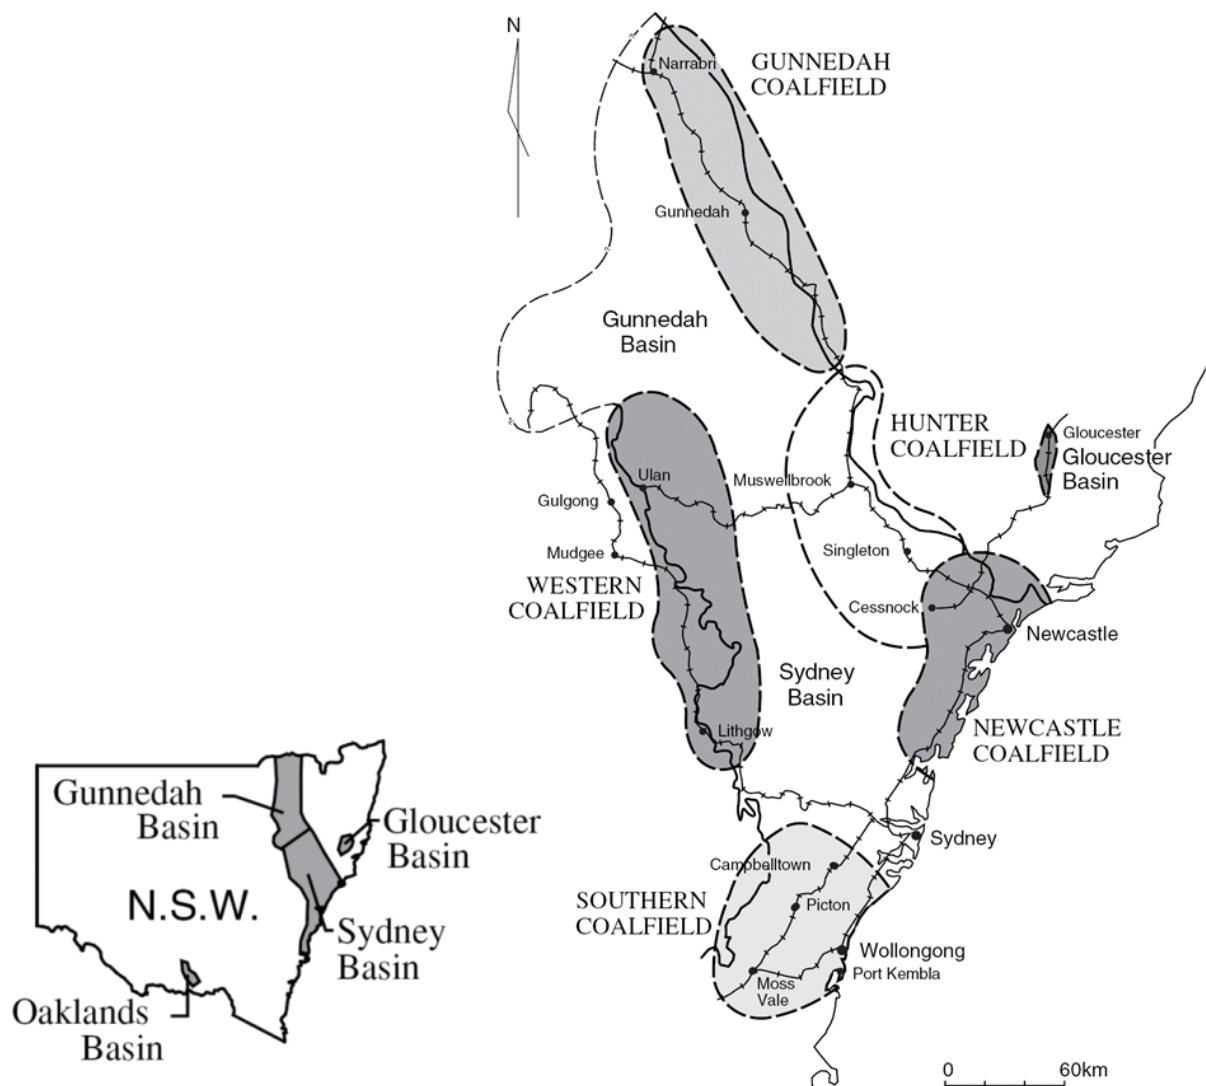 N
Narrabri
GUNNEDAH
COALFIELD
Gunnedah
Gunnedah
Basin
HUNTER
COALFIELD
Gloucester
Gloucester
Basin
Ulan
Muswellbrook
Gulgong
Singleton
Mudgee
WESTERN
COALFIELD
Cessnock
Newcastle
Sydney
Basin
Lithgow
NEWCASTLE
COALFIELD
Sydney
Campbelltown
SOUTHERN
COALFIELD
Picton
Wollongong
Port Kembla
Moss
Vale
0 60km
Gunnedah
Basin
Gloucester
Basin
N.S.W.
Sydney
Basin
Oaklands
Basin